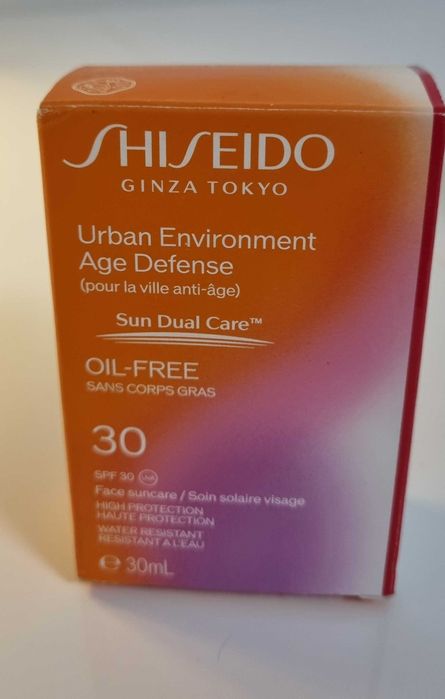 SHISEIDO
GINZA TOKYO
Urban Environment
Age Defense
(pour la ville anti-âge)
Sun Dual Care™
OIL-FREE
SANS CORPS GRAS
30
SPF 30 UVA
Face suncare / Soin solaire visage
HIGH PROTECTION
HAUTE PROTECTION
WATER RESISTANT
RÉSISTANT À L'EAU
℮ 30mL